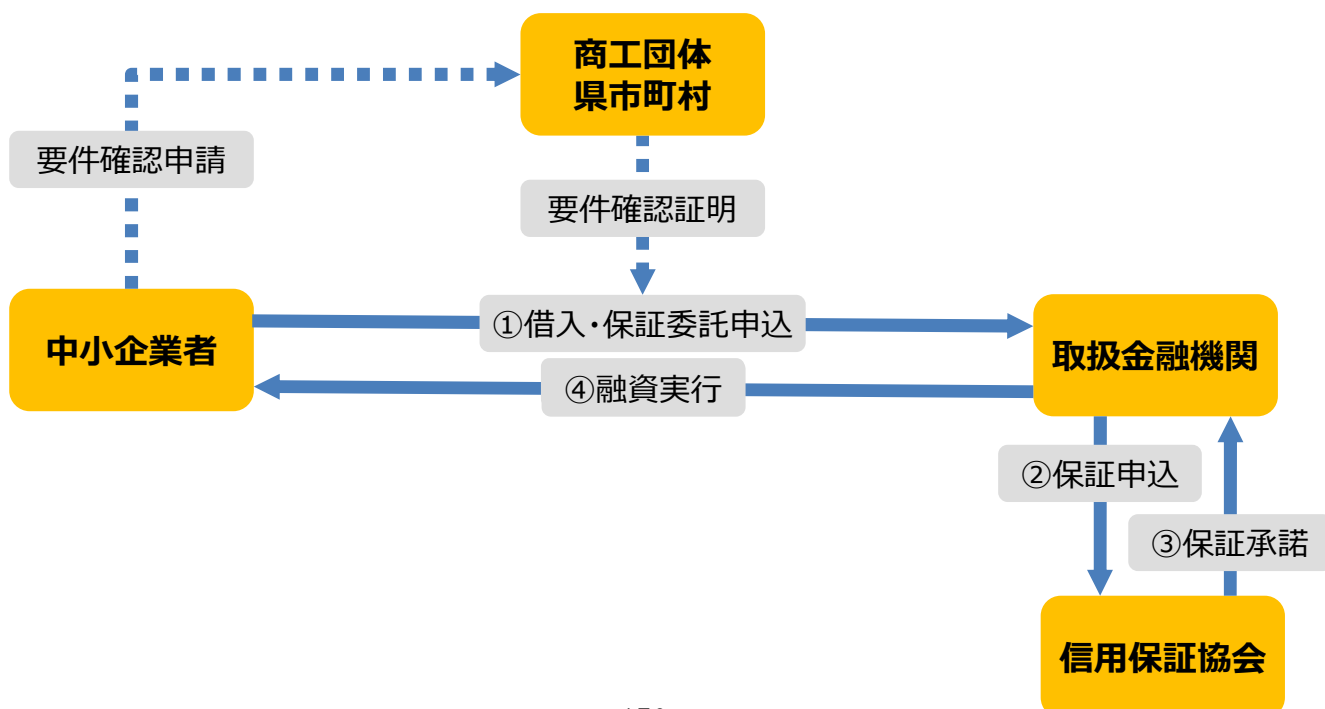 商工団体
県市町村
要件確認申請
要件確認証明
中小企業者
①借入・保証委託申込
取扱金融機関
④融資実行
②保証申込
③保証承諾
信用保証協会